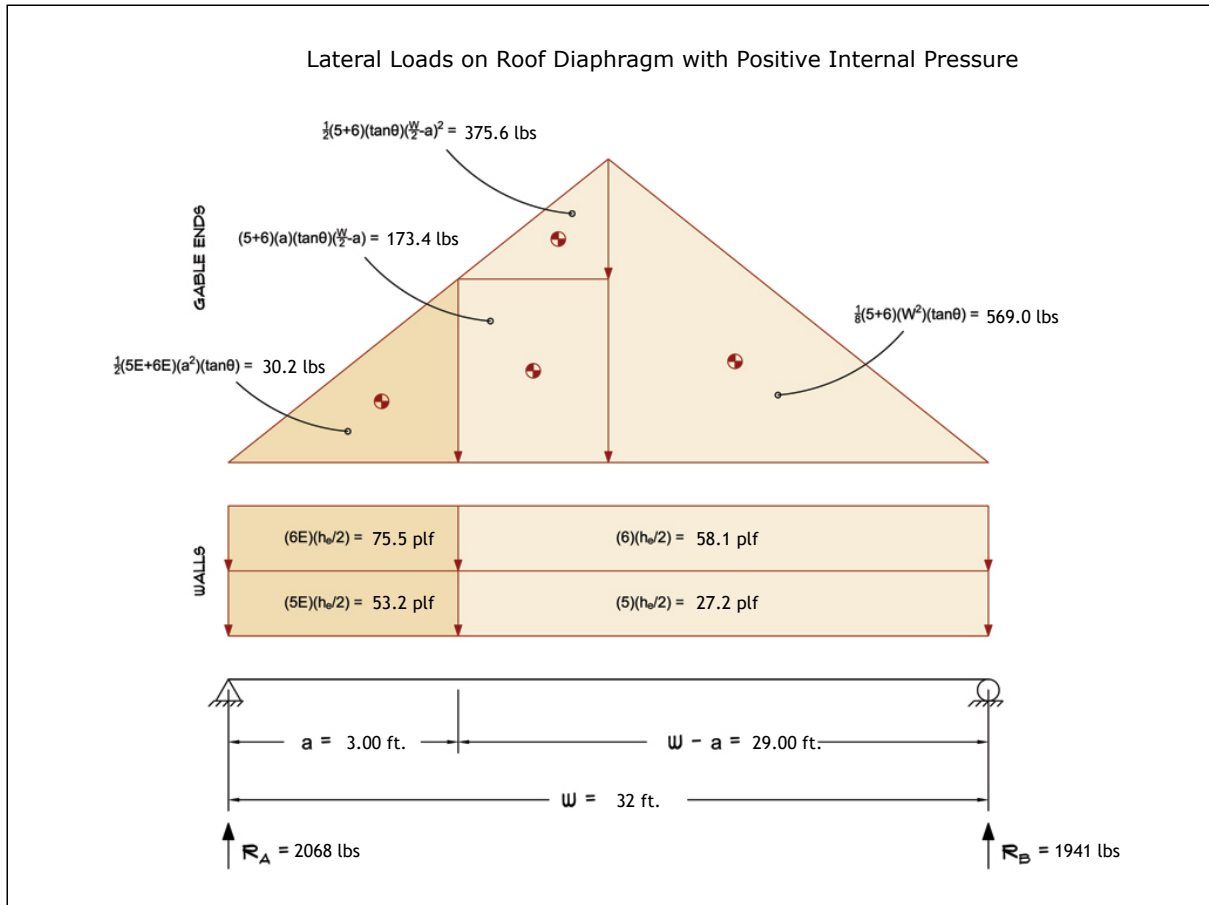 Lateral Loads on Roof Diaphragm with Positive Internal Pressure
½(5+6)(tanθ)(W/2-a)² = 375.6 lbs
GABLE ENDS
(5+6)(a)(tanθ)(W/2-a) = 173.4 lbs
⅛(5+6)(W²)(tanθ) = 569.0 lbs
½(5E+6E)(a²)(tanθ) = 30.2 lbs
WALLS
(6E)(hₑ/2) = 75.5 plf
(6)(hₑ/2) = 58.1 plf
(5E)(hₑ/2) = 53.2 plf
(5)(hₑ/2) = 27.2 plf
a = 3.00 ft.
W - a = 29.00 ft.
W = 32 ft.
R_A = 2068 lbs
R_B = 1941 lbs